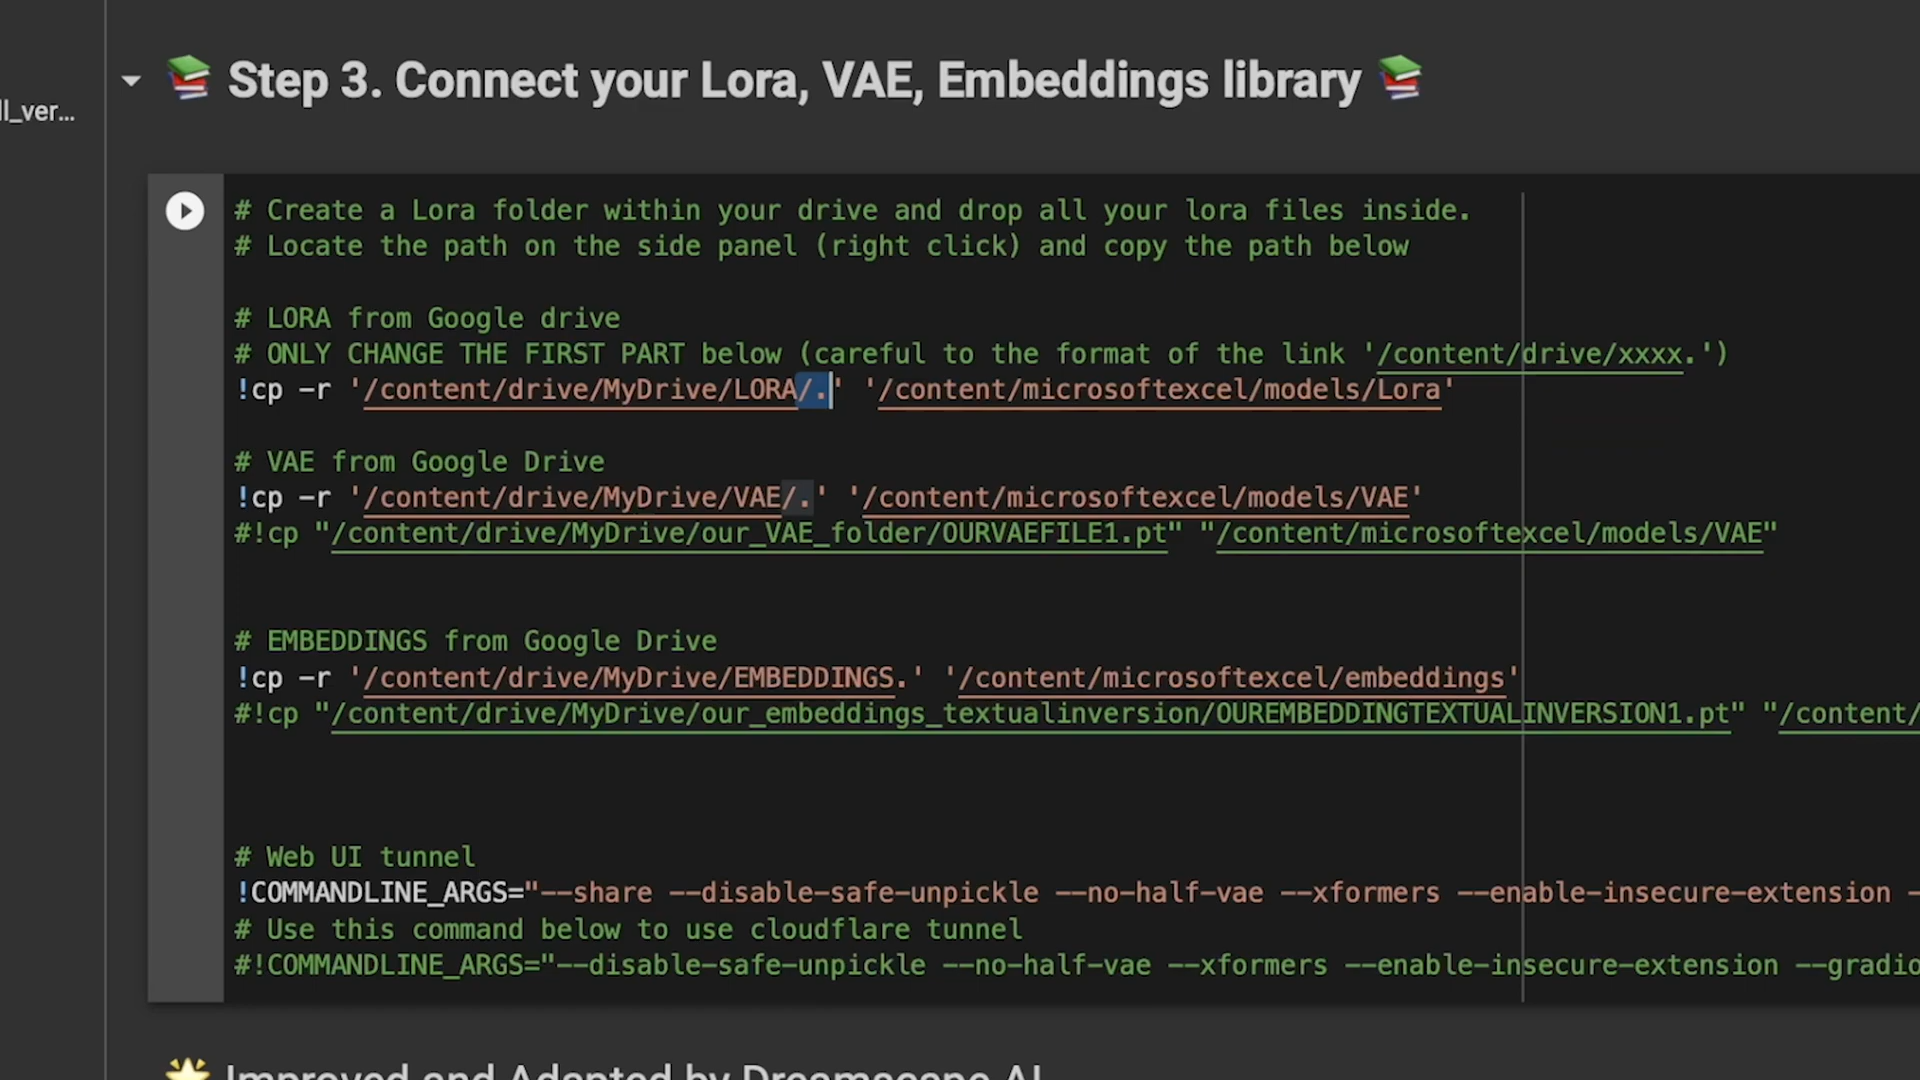 Step 3. Connect your Lora, VAE, Embeddings library
ll_ver...
# Create a Lora folder within your drive and drop all your lora files inside.
# Locate the path on the side panel (right click) and copy the path below
# LORA from Google drive
# ONLY CHANGE THE FIRST PART below (careful to the format of the link '/content/drive/xxxx.')
!cp -r '/content/drive/MyDrive/LORA/.' '/content/microsoftexcel/models/Lora'
# VAE from Google Drive
!cp -r '/content/drive/MyDrive/VAE/.' '/content/microsoftexcel/models/VAE'
#!cp "/content/drive/MyDrive/our_VAE_folder/OURVAEFILE1.pt" "/content/microsoftexcel/models/VAE"
# EMBEDDINGS from Google Drive
!cp -r '/content/drive/MyDrive/EMBEDDINGS.' '/content/microsoftexcel/embeddings'
#!cp "/content/drive/MyDrive/our_embeddings_textualinversion/OUREMBEDDINGTEXTUALINVERSION1.pt" "/content/
# Web UI tunnel
!COMMANDLINE_ARGS="--share --disable-safe-unpickle --no-half-vae --xformers --enable-insecure-extension -
# Use this command below to use cloudflare tunnel
#!COMMANDLINE_ARGS="--disable-safe-unpickle --no-half-vae --xformers --enable-insecure-extension --gradio
Improved and Adapted by Dreamscape AI